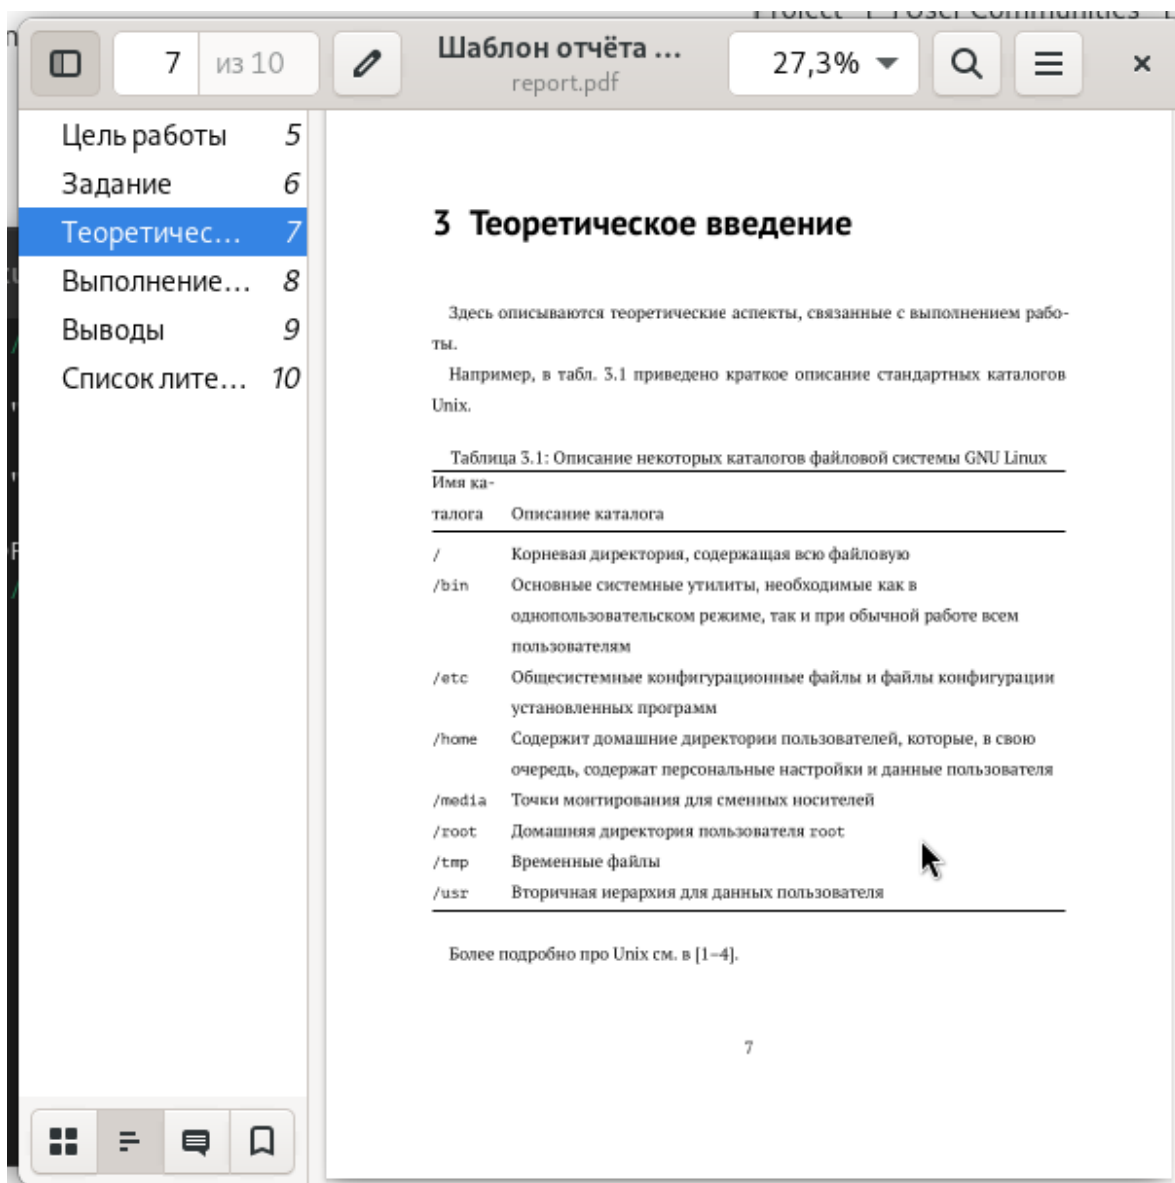 Project
User Communities
7 из 10
Шаблон отчёта ...
report.pdf
27,3%
Цель работы 5
Задание 6
Теоретичес... 7
Выполнение... 8
Выводы 9
Список лите... 10
3 Теоретическое введение
Здесь описываются теоретические аспекты, связанные с выполнением рабо-
ты.
Например, в табл. 3.1 приведено краткое описание стандартных каталогов
Unix.
Таблица 3.1: Описание некоторых каталогов файловой системы GNU Linux
Имя ка-
талога Описание каталога
/ Корневая директория, содержащая всю файловую
/bin Основные системные утилиты, необходимые как в
однопользовательском режиме, так и при обычной работе всем
пользователям
/etc Общесистемные конфигурационные файлы и файлы конфигурации
установленных программ
/home Содержит домашние директории пользователей, которые, в свою
очередь, содержат персональные настройки и данные пользователя
/media Точки монтирования для сменных носителей
/root Домашняя директория пользователя root
/tmp Временные файлы
/usr Вторичная иерархия для данных пользователя
Более подробно про Unix см. в [1–4].
7